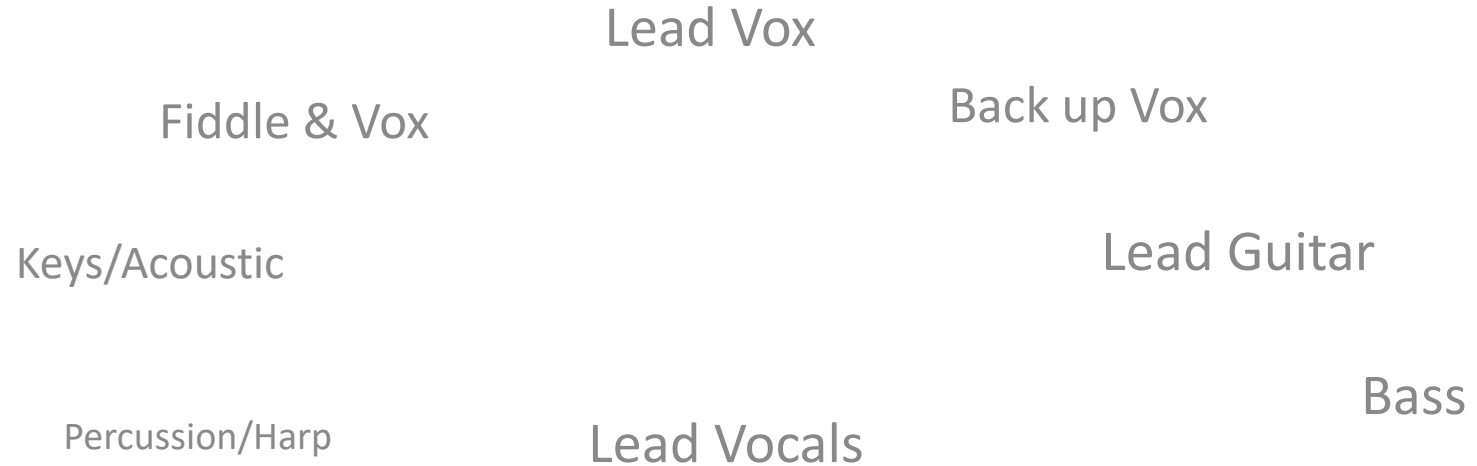 Lead Vox
Fiddle & Vox
Back up Vox
Keys/Acoustic
Lead Guitar
Bass
Percussion/Harp
Lead Vocals